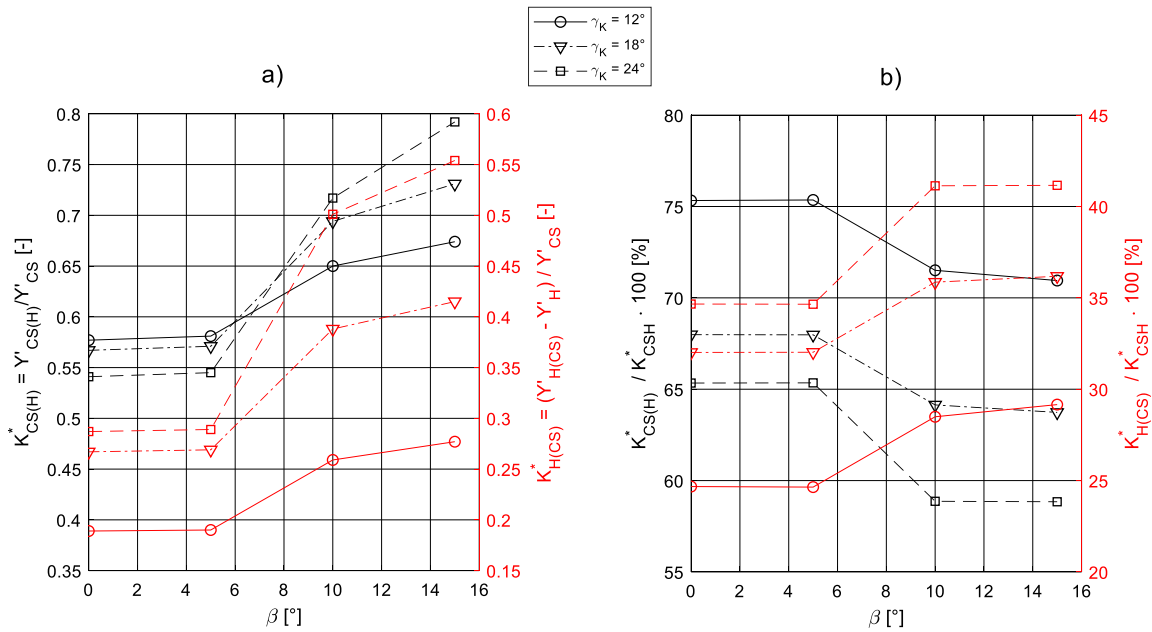 γK = 12°
γK = 18°
γK = 24°
a)
K*CS(H) = Y'CS(H)/Y'CS [-]
0.8
0.75
0.7
0.65
0.6
0.55
0.5
0.45
0.4
0.35
0 2 4 6 8 10 12 14 16
β [°]
0.6
0.55
0.5
0.45
0.4
0.35
0.3
0.25
0.2
0.15
K*H(CS) = (Y'H(CS) - Y'H) / Y'CS [-]
b)
K*CS(H) / K*CSH · 100 [%]
80
75
70
65
60
55
0 2 4 6 8 10 12 14 16
β [°]
45
40
35
30
25
20
K*H(CS) / K*CSH · 100 [%]